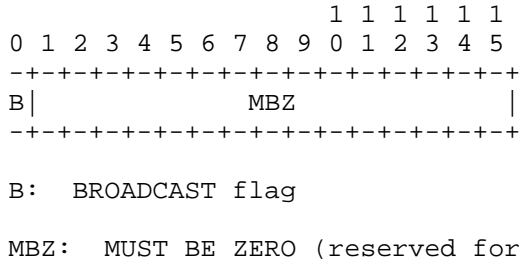 1 1 1 1 1 1
0 1 2 3 4 5 6 7 8 9 0 1 2 3 4 5
-+-+-+-+-+-+-+-+-+-+-+-+-+-+-+-+
B|             MBZ             |
-+-+-+-+-+-+-+-+-+-+-+-+-+-+-+-+
B:  BROADCAST flag
MBZ:  MUST BE ZERO (reserved for